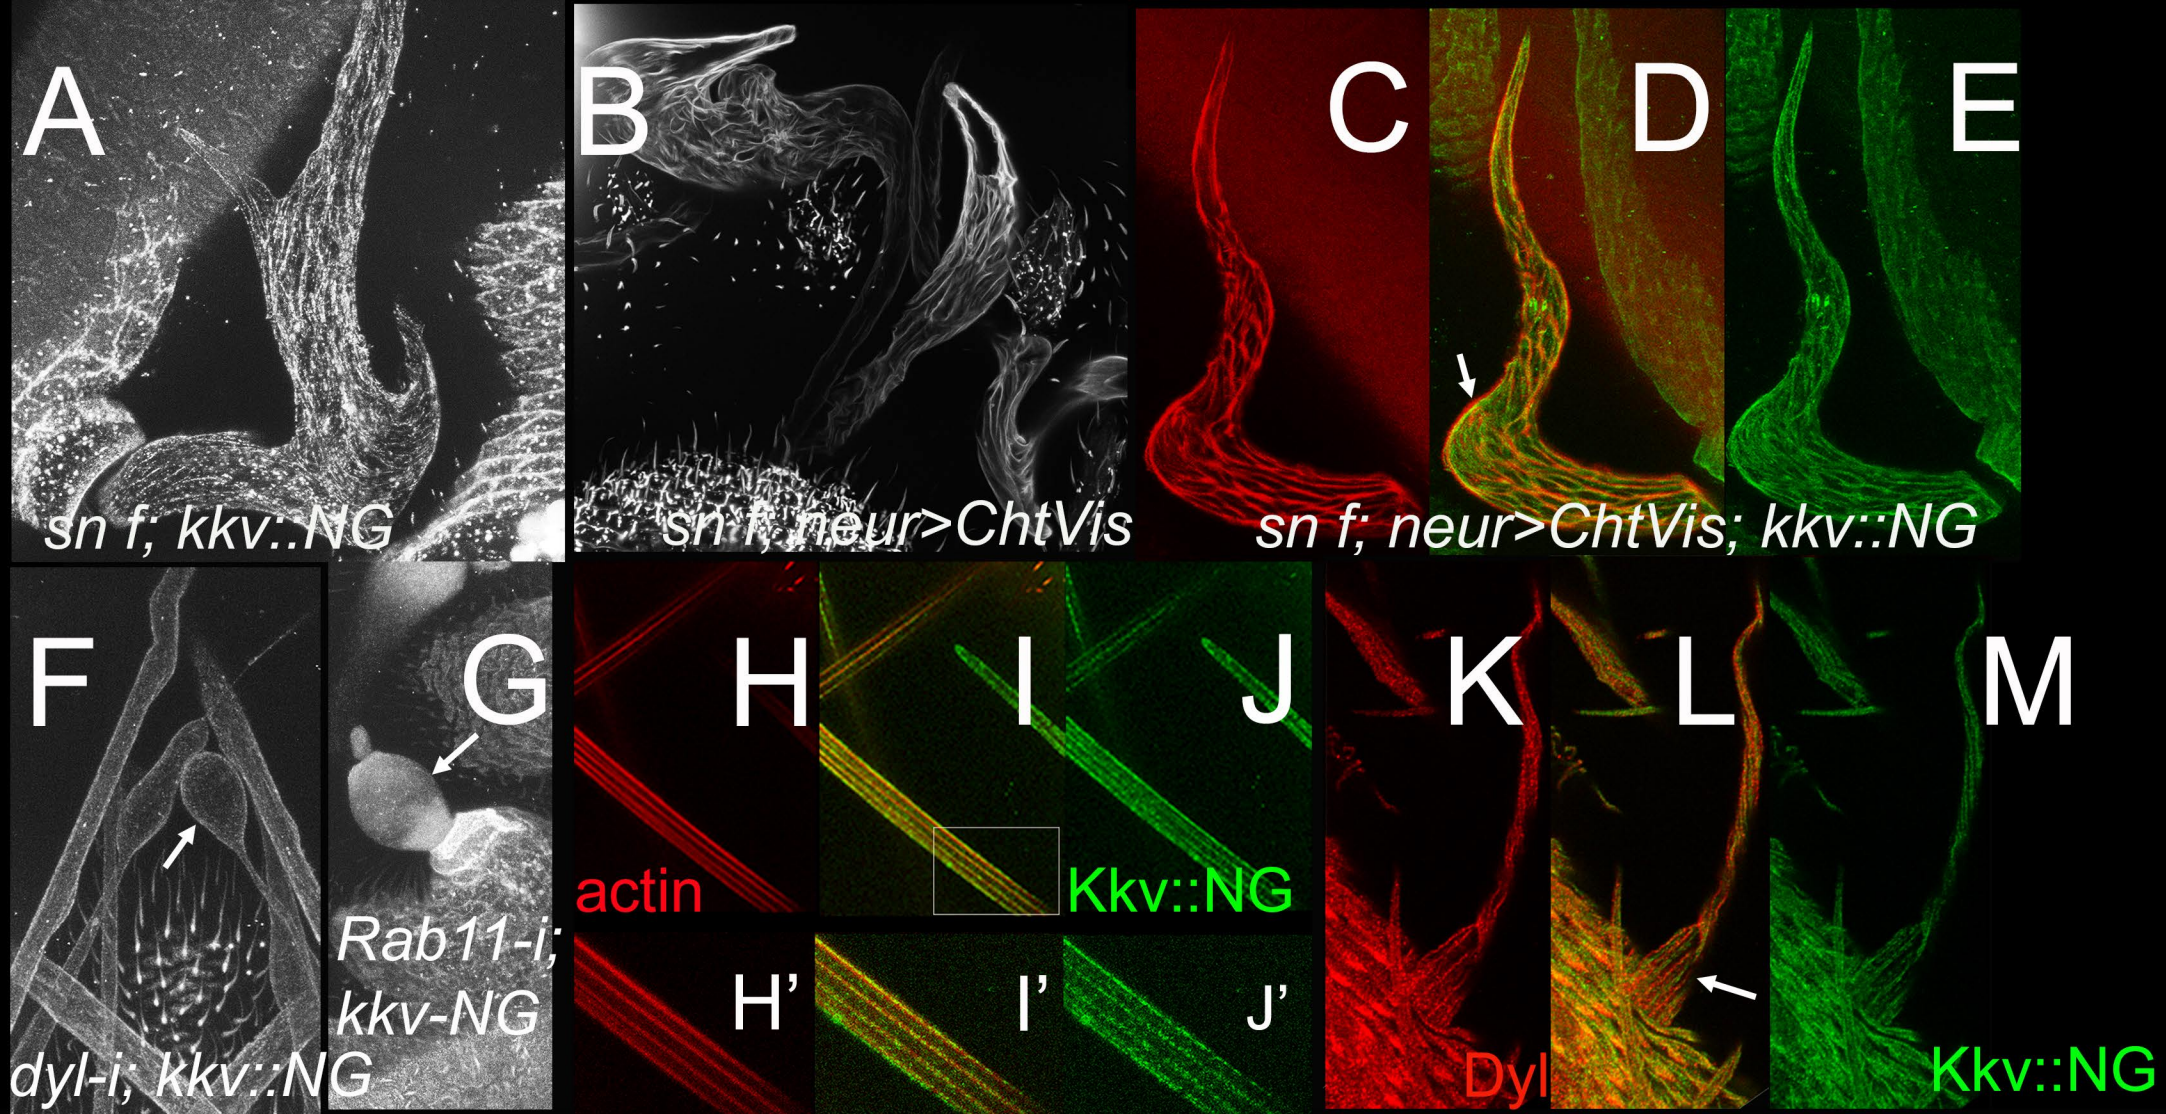 A
B
C
D
E
sn f; kkv::NG
sn f; neur>ChtVis
sn f; neur>ChtVis; kkv::NG
F
G
H
I
J
K
L
M
actin
Kkv::NG
Rab11-i;
kkv-NG
H’
I’
J’
dyl-i; kkv::NG
Dyl
Kkv::NG